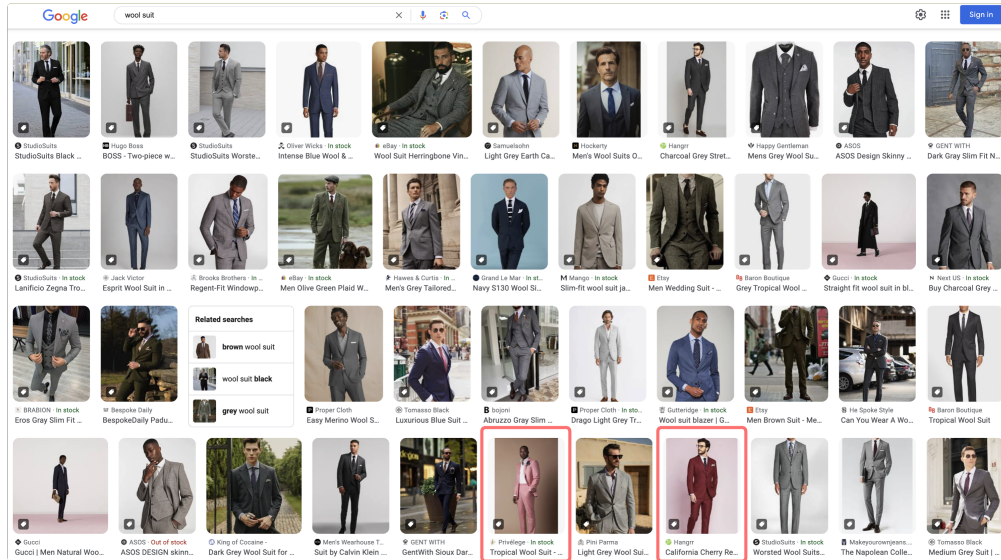 Google
wool suit
Sign in
StudioSuits
StudioSuits Black ...
Hugo Boss
BOSS - Two-piece w...
StudioSuits
StudioSuits Worste...
Oliver Wicks · In stock
Intense Blue Wool & ...
eBay · In stock
Wool Suit Herringbone Vin...
Samuelsohn
Light Grey Earth Ca...
Hockerty
Men's Wool Suits O...
Hangrr
Charcoal Grey Stret...
Happy Gentleman
Mens Grey Wool Su...
ASOS
ASOS Design Skinny ...
GENT WITH
Dark Gray Slim Fit N...
StudioSuits · In stock
Lanificio Zegna Tro...
Jack Victor
Esprit Wool Suit in ...
Brooks Brothers · In ...
Regent-Fit Windowp...
eBay · In stock
Men Olive Green Plaid W...
Hawes & Curtis · In ...
Men's Grey Tailored...
Grand Le Mar · In st...
Navy S130 Wool Si...
Mango · In stock
Slim-fit wool suit ja...
Etsy
Men Wedding Suit - ...
Baron Boutique
Grey Tropical Wool ...
Gucci · In stock
Straight fit wool suit in bl...
Next US · In stock
Buy Charcoal Grey ...
BRABION · In stock
Eros Gray Slim Fit ...
Bespoke Daily
BespokeDaily Padu...
Related searches
brown wool suit
wool suit black
grey wool suit
Proper Cloth
Easy Merino Wool S...
Tomasso Black
Luxurious Blue Suit ...
bojoni
Abruzzo Gray Slim ...
Proper Cloth · In sto...
Drago Light Grey Tr...
Gutteridge · In stock
Wool suit blazer | G...
Etsy
Men Brown Suit - Me...
He Spoke Style
Can You Wear A Wo...
Baron Boutique
Tropical Wool Suit
Gucci
Gucci | Men Natural Woo...
ASOS · Out of stock
ASOS DESIGN skinn...
King of Cocaine -
Dark Grey Wool Suit for ...
Men's Wearhouse T...
Suit by Calvin Klein ...
GENT WITH
GentWith Sioux Dar...
Privélege · In stock
Tropical Wool Suit - ...
Pini Parma
Light Grey Wool Sui...
Hangrr
California Cherry Re...
StudioSuits · In stock
Worsted Wool Suits...
Makeyourownjeans....
The Napolean Colle...
Tomasso Black
Medium Grey Suit |...